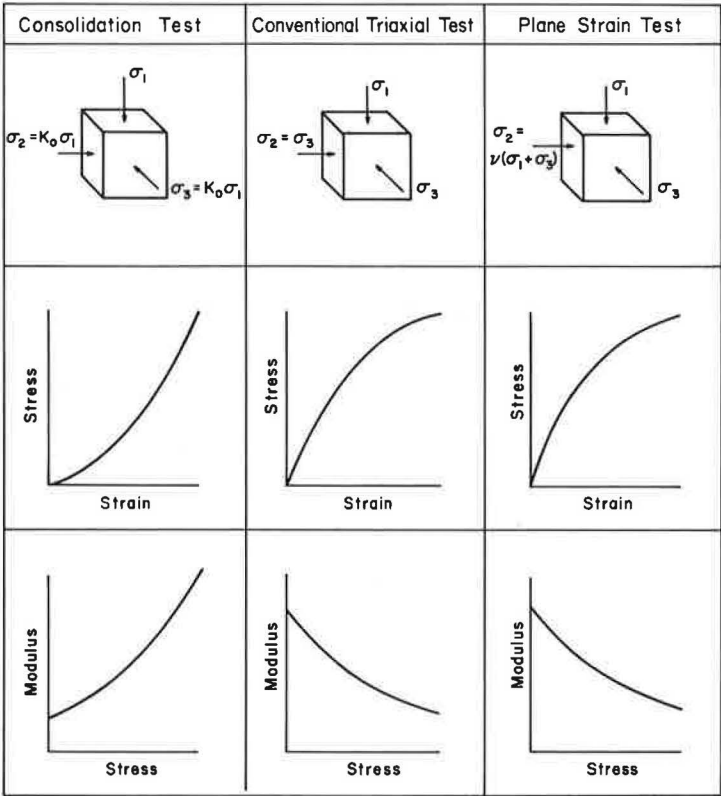 Consolidation Test
Conventional Triaxial Test
Plane Strain Test
σ₁
σ₂=K₀σ₁
σ₃=K₀σ₁
σ₁
σ₂=σ₃
σ₃
σ₁
σ₂=
ν(σ₁+σ₃)
σ₃
Stress
Strain
Stress
Strain
Stress
Strain
Modulus
Stress
Modulus
Stress
Modulus
Stress